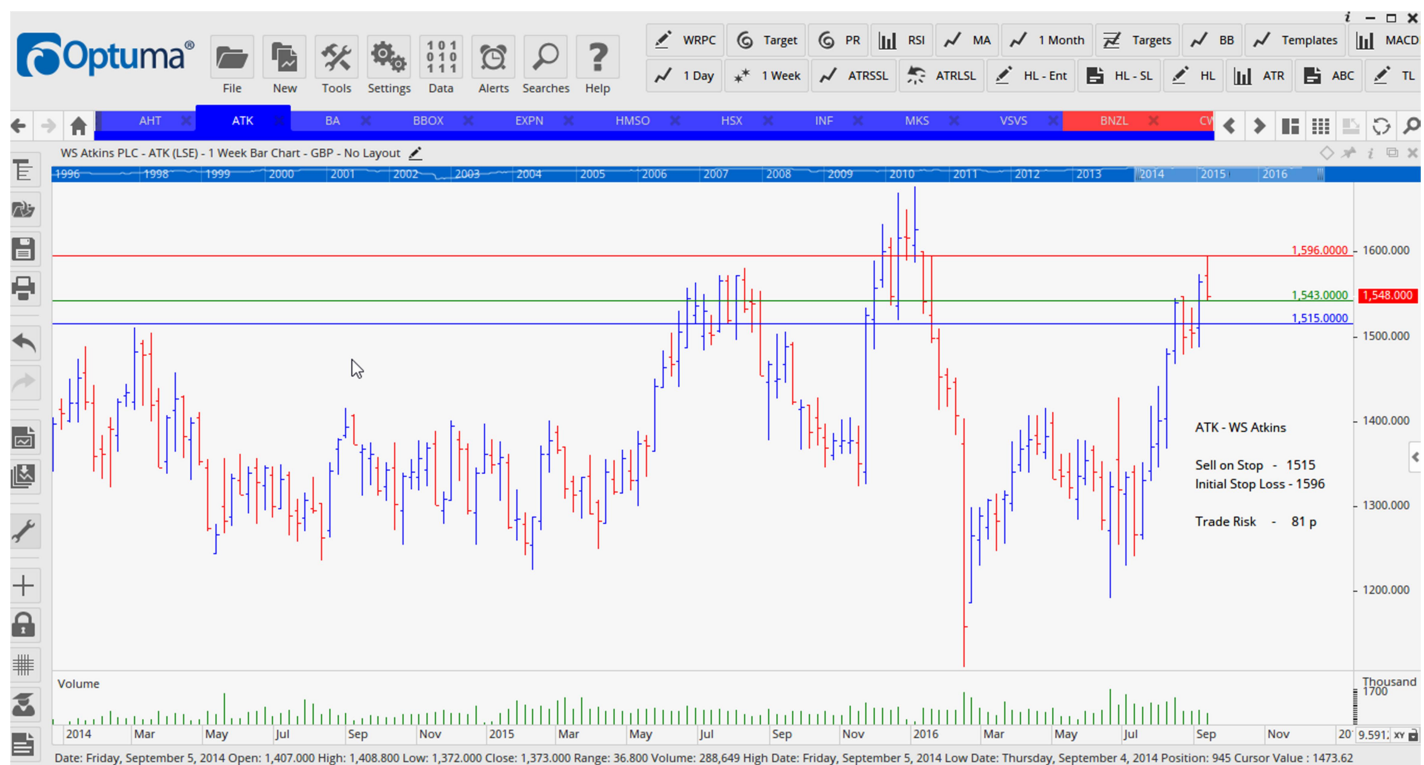 Optuma®
File New Tools Settings Data Alerts Searches Help
WRPC Target PR RSI MA 1 Month Targets BB Templates MACD
1 Day 1 Week ATRSSL ATRLSL HL - Ent HL - SL HL ATR ABC TL
AHT ATK BA BBOX EXPN HMSO HSX INF MKS VSVS BNZL CW
WS Atkins PLC - ATK (LSE) - 1 Week Bar Chart - GBP - No Layout
1996 1998 1999 2000 2001 2002 2003 2004 2005 2006 2007 2008 2009 2010 2011 2012 2013 2014 2015 2016
1,596.0000
1600.000
1,543.0000
1,548.000
1,515.0000
1500.000
1400.000
ATK - WS Atkins
Sell on Stop - 1515
Initial Stop Loss - 1596
1300.000
Trade Risk - 81 p
1200.000
Volume
Thousand
1700
2014 Mar May Jul Sep Nov 2015 Mar May Jul Sep Nov 2016 Mar May Jul Sep Nov 20 9.591 XY
Date: Friday, September 5, 2014 Open: 1,407.000 High: 1,408.800 Low: 1,372.000 Close: 1,373.000 Range: 36.800 Volume: 288,649 High Date: Friday, September 5, 2014 Low Date: Thursday, September 4, 2014 Position: 945 Cursor Value : 1473.62